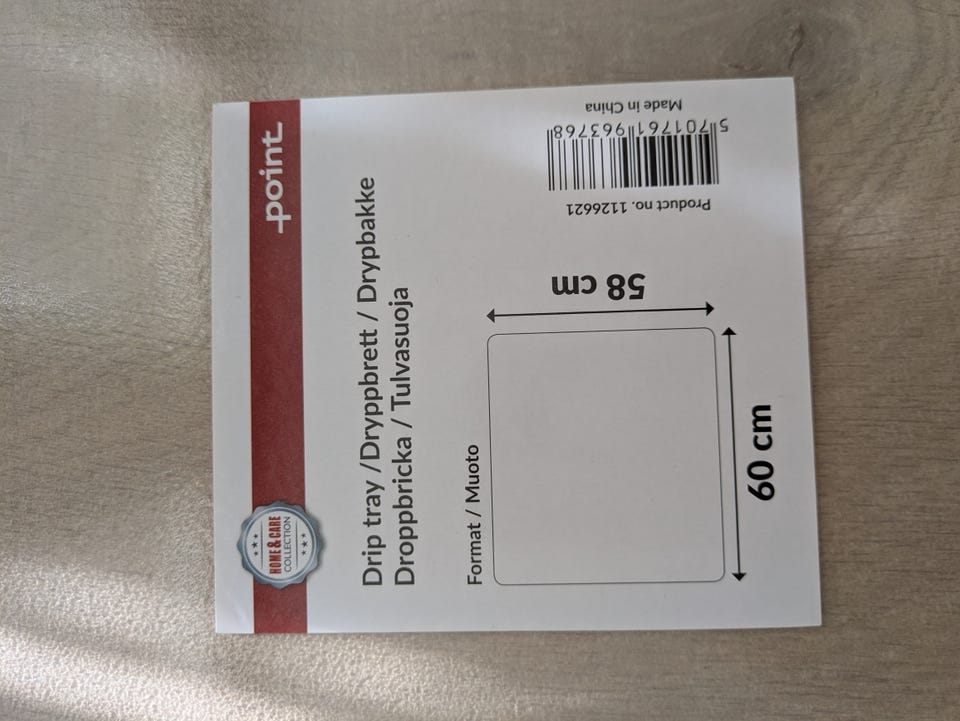 HOME & CARE
COLLECTION
point
Drip tray /Dryppbrett / Drypbakke
Droppbricka / Tulvasuoja
Format / Muoto
58 cm
60 cm
Product no. 1126621
5 701761 963768
Made in China